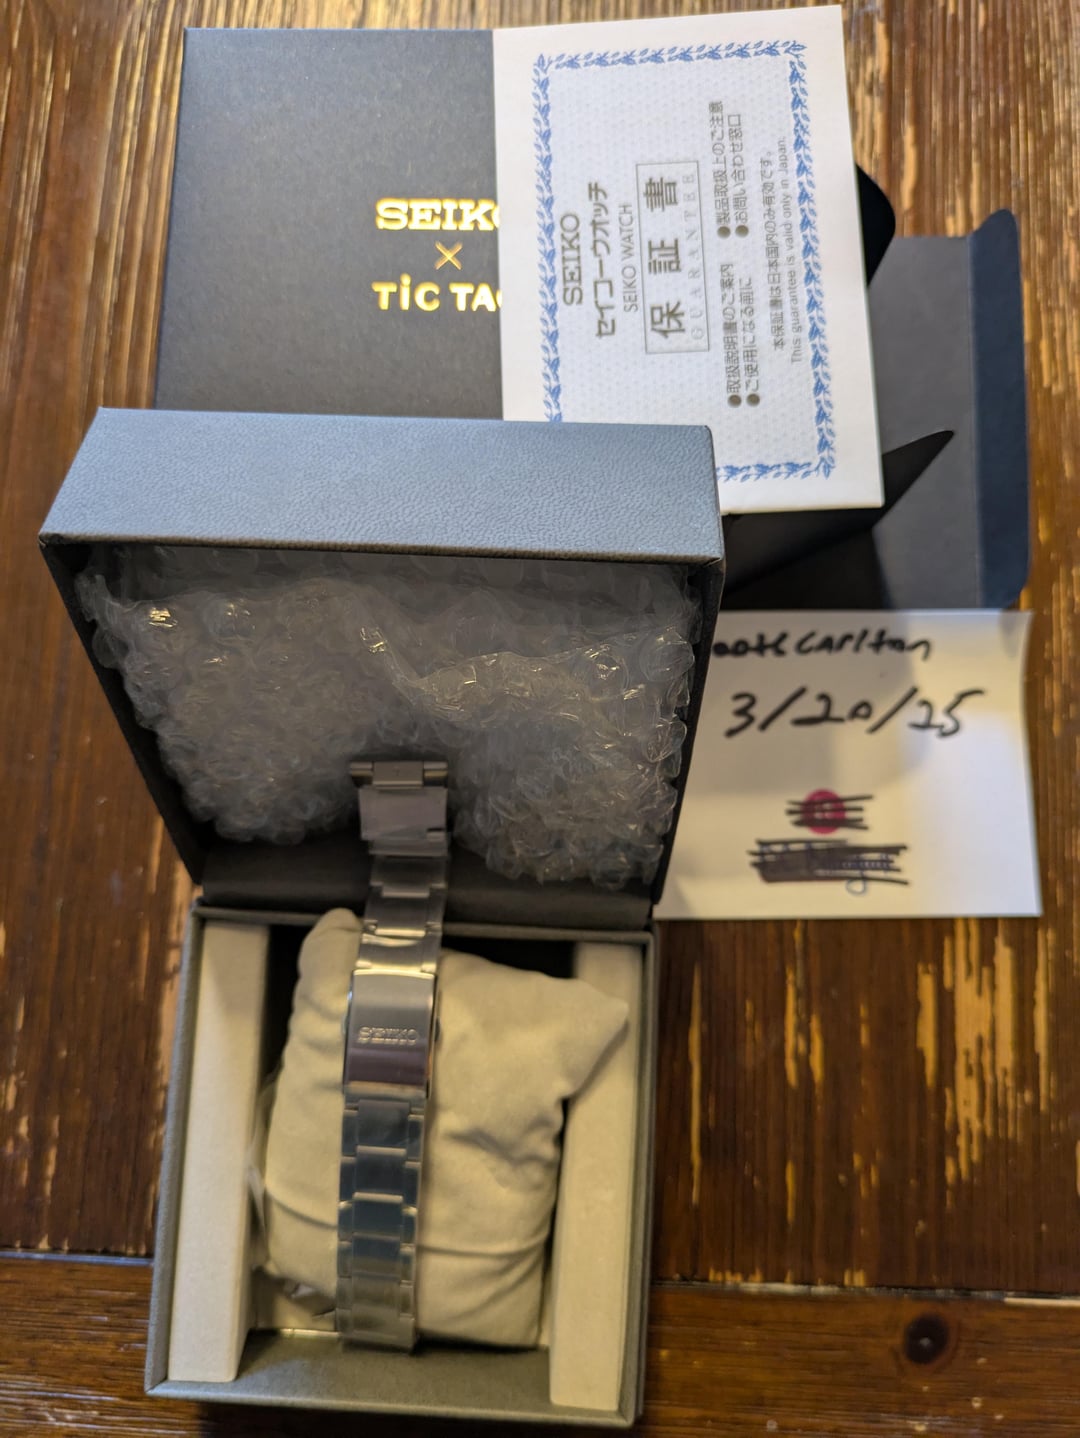 SEIKO
×
TiC TAC
SEIKO
セイコーウオッチ
SEIKO WATCH
保証書
GUARANTEE
●取扱説明書のご案内 ●製品取扱上のご注意
●ご使用になる前に ●お問い合わせ窓口
本保証書は日本国内のみ有効です。
This guarantee is valid only in Japan.
Carlton
3/20/25
SEIKO